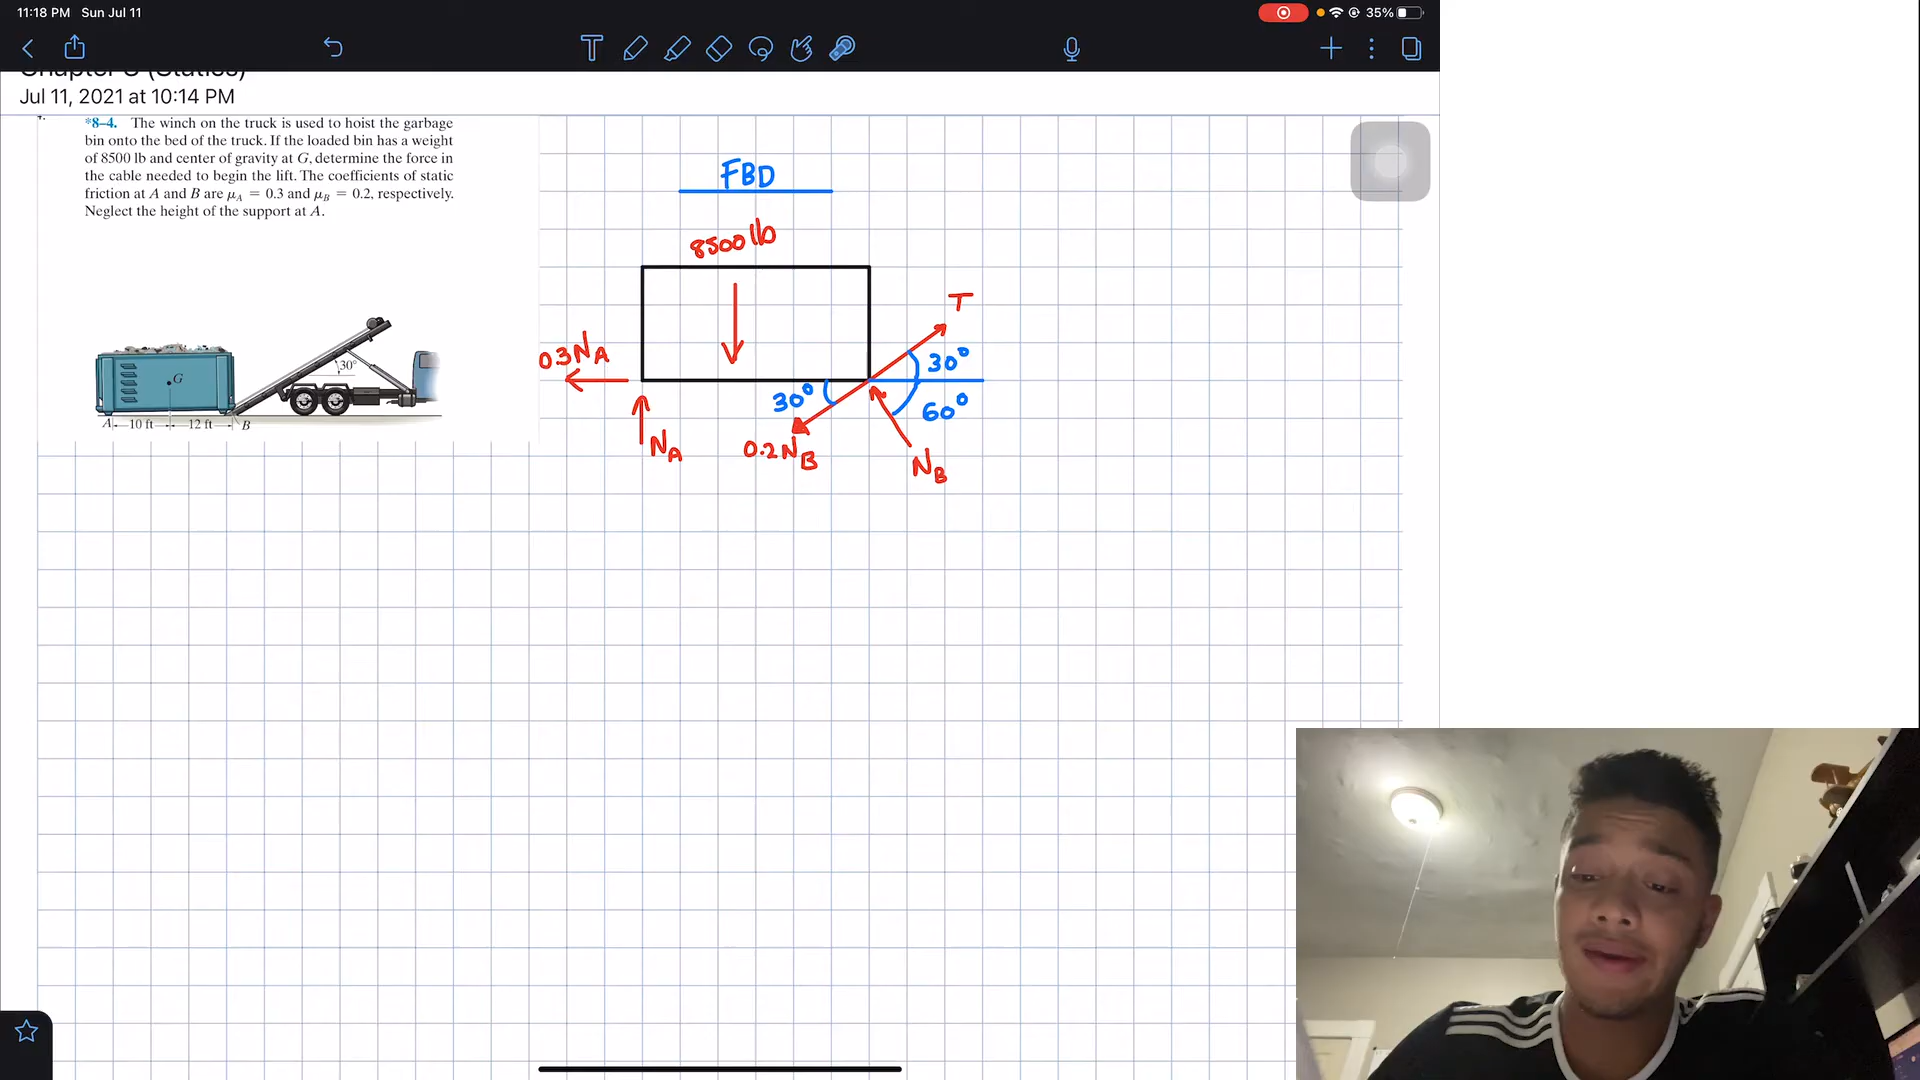 11:18 PM Sun Jul 11
35%
Chapter 8 (Statics)
Jul 11, 2021 at 10:14 PM
*8–4. The winch on the truck is used to hoist the garbage
bin onto the bed of the truck. If the loaded bin has a weight
of 8500 lb and center of gravity at G, determine the force in
the cable needed to begin the lift. The coefficients of static
friction at A and B are μA = 0.3 and μB = 0.2, respectively.
Neglect the height of the support at A.
30°
G
A
10 ft
12 ft
B
FBD
8500 lb
T
0.3NA
30°
30°
60°
NA
0.2NB
NB